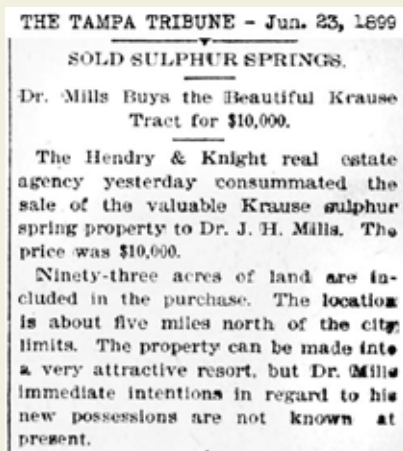 THE TAMPA TRIBUNE - Jun. 23, 1899
SOLD SULPHUR SPRINGS.
Dr. Mills Buys the Beautiful Krause
Tract for $10,000.
The Hendry & Knight real estate
agency yesterday consummated the
sale of the valuable Krause sulphur
spring property to Dr. J. H. Mills. The
price was $10,000.
Ninety-three acres of land are in-
cluded in the purchase. The location
is about five miles north of the city
limits. The property can be made into
a very attractive resort, but Dr. Mills
immediate intentions in regard to his
new possessions are not known at
present.